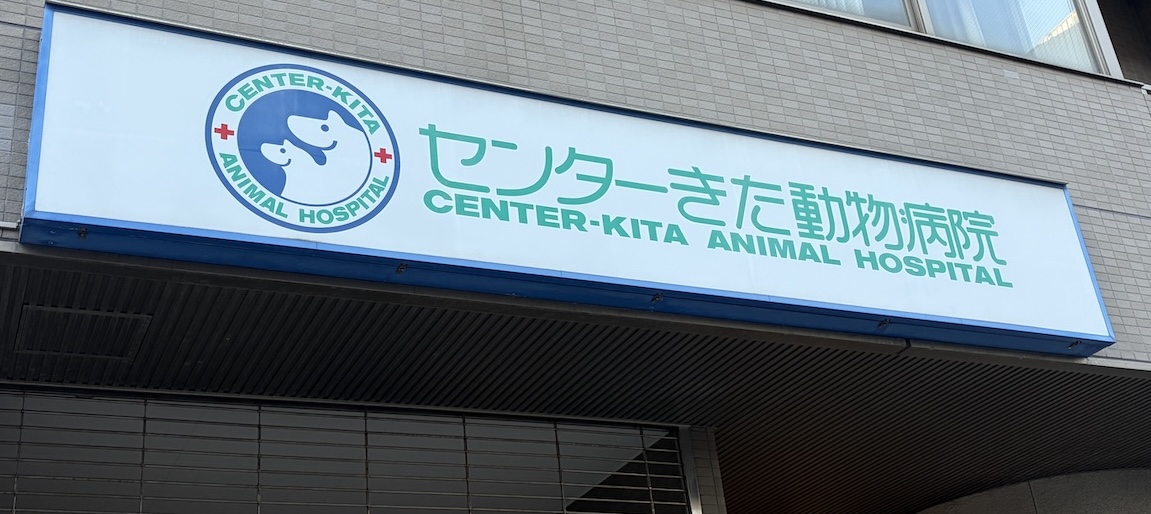 CENTER-KITA
ANIMAL HOSPITAL
センターきた動物病院
CENTER-KITA ANIMAL HOSPITAL